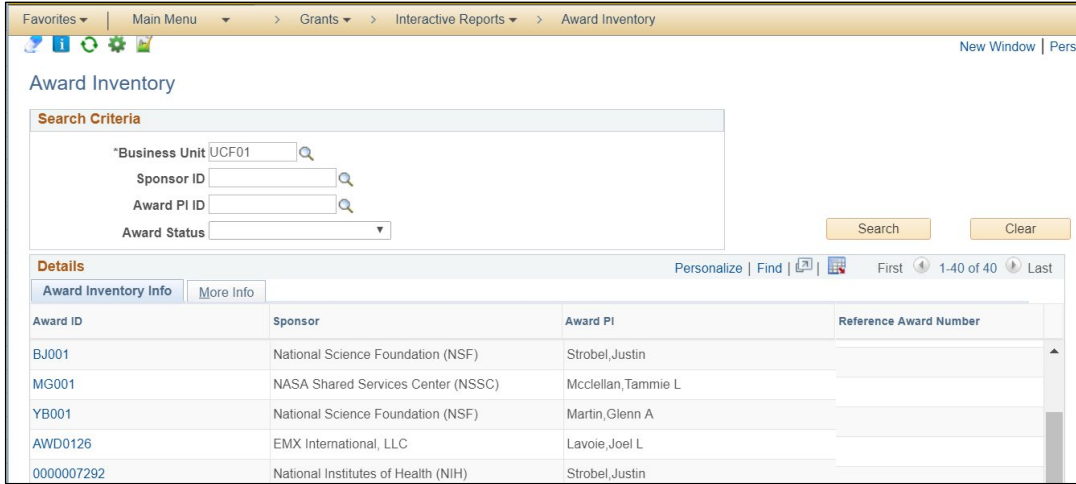 Favorites Main Menu > Grants > Interactive Reports > Award Inventory
New Window | Pers
Award Inventory
Search Criteria
*Business Unit UCF01
Sponsor ID
Award PI ID
Award Status
Search Clear
Details Personalize | Find | | First 1-40 of 40 Last
Award Inventory Info More Info
Award ID Sponsor Award PI Reference Award Number
BJ001 National Science Foundation (NSF) Strobel,Justin
MG001 NASA Shared Services Center (NSSC) Mcclellan,Tammie L
YB001 National Science Foundation (NSF) Martin,Glenn A
AWD0126 EMX International, LLC Lavoie,Joel L
0000007292 National Institutes of Health (NIH) Strobel,Justin